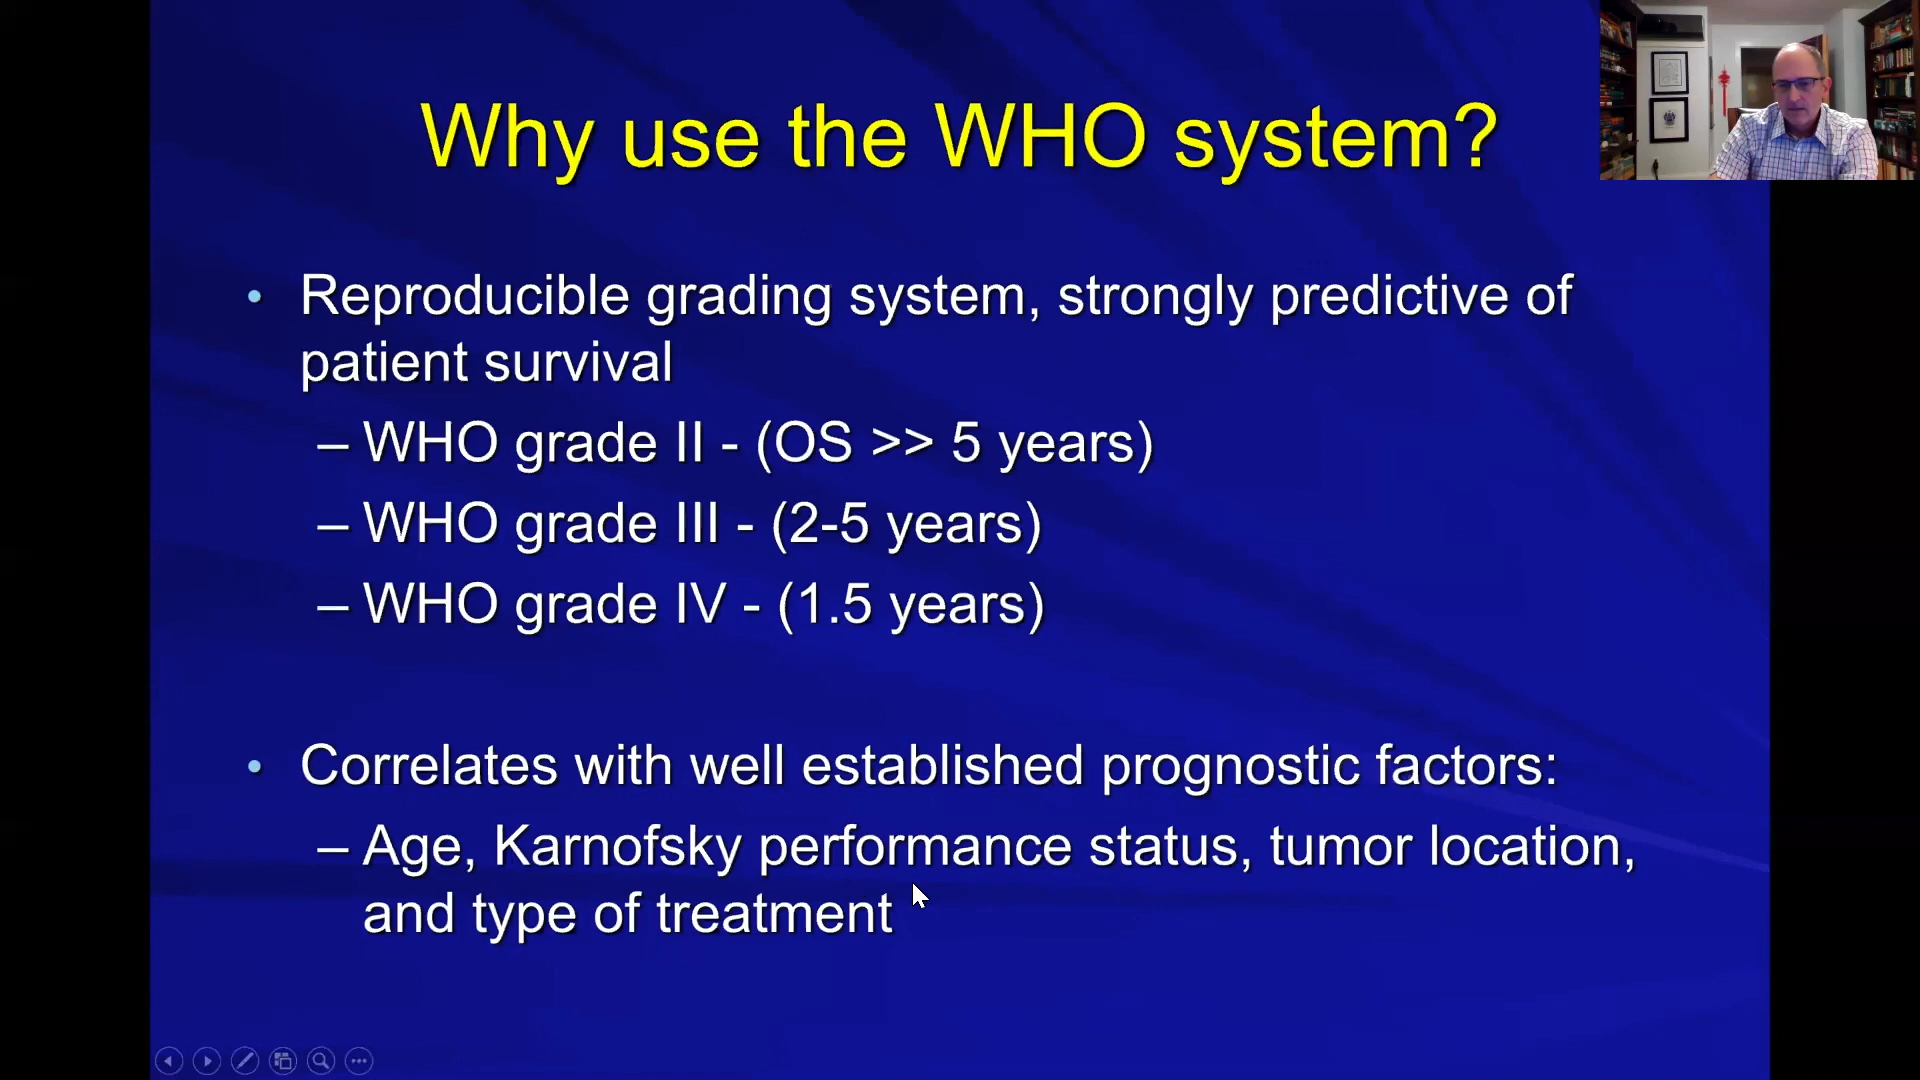 Why use the WHO system?
• Reproducible grading system, strongly predictive of
patient survival
– WHO grade II - (OS >> 5 years)
– WHO grade III - (2-5 years)
– WHO grade IV - (1.5 years)
• Correlates with well established prognostic factors:
– Age, Karnofsky performance status, tumor location,
and type of treatment